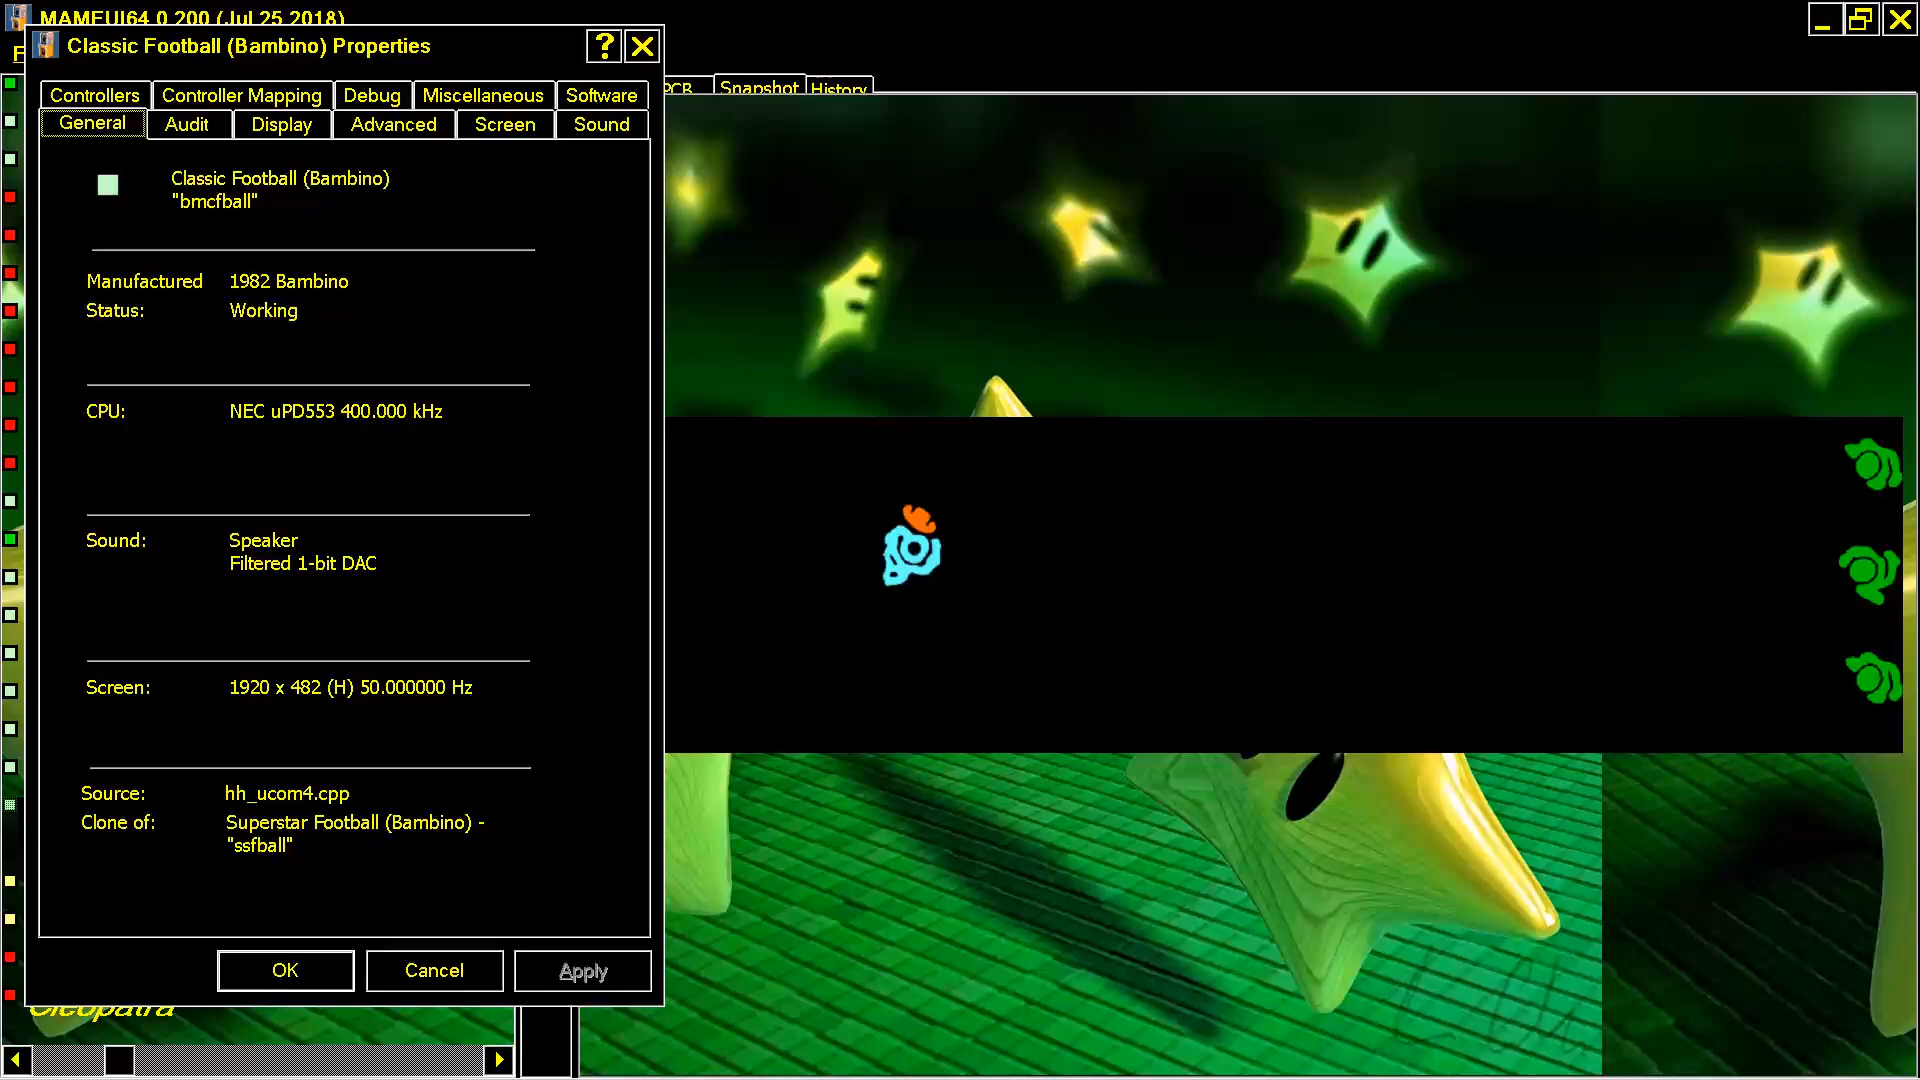 MAMEUI64 0.200 (Jul 25 2018)
Classic Football (Bambino) Properties
?
F
PCB
Snapshot
History
Controllers
Controller Mapping
Debug
Miscellaneous
Software
General
Audit
Display
Advanced
Screen
Sound
Classic Football (Bambino)
"bmcfball"
Manufactured 1982 Bambino
Status: Working
CPU: NEC uPD553 400.000 kHz
Sound: Speaker
Filtered 1-bit DAC
Screen: 1920 x 482 (H) 50.000000 Hz
Source: hh_ucom4.cpp
Clone of: Superstar Football (Bambino) -
"ssfball"
OK
Cancel
Apply
Cleopatra